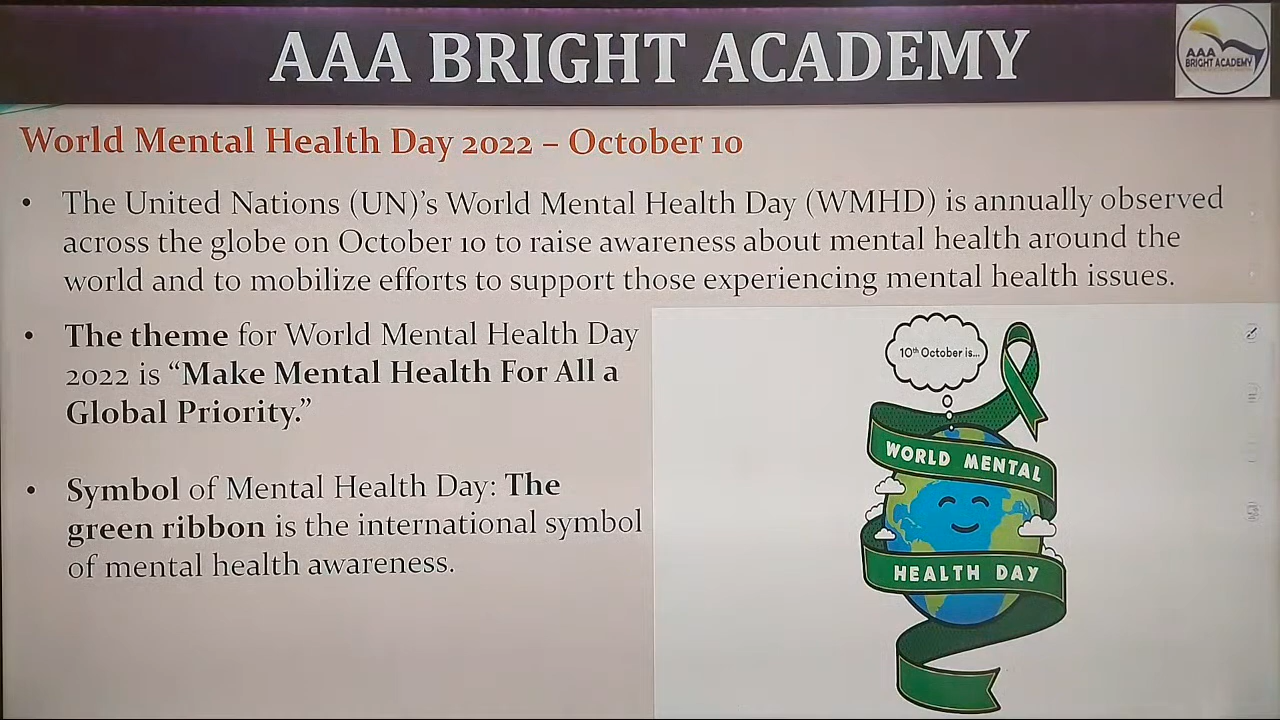 AAA BRIGHT ACADEMY
AAA
BRIGHT ACADEMY
World Mental Health Day 2022 – October 10
• The United Nations (UN)’s World Mental Health Day (WMHD) is annually observed
across the globe on October 10 to raise awareness about mental health around the
world and to mobilize efforts to support those experiencing mental health issues.
• The theme for World Mental Health Day
2022 is “Make Mental Health For All a
Global Priority.”
• Symbol of Mental Health Day: The
green ribbon is the international symbol
of mental health awareness.
10th October is...
WORLD MENTAL
HEALTH DAY